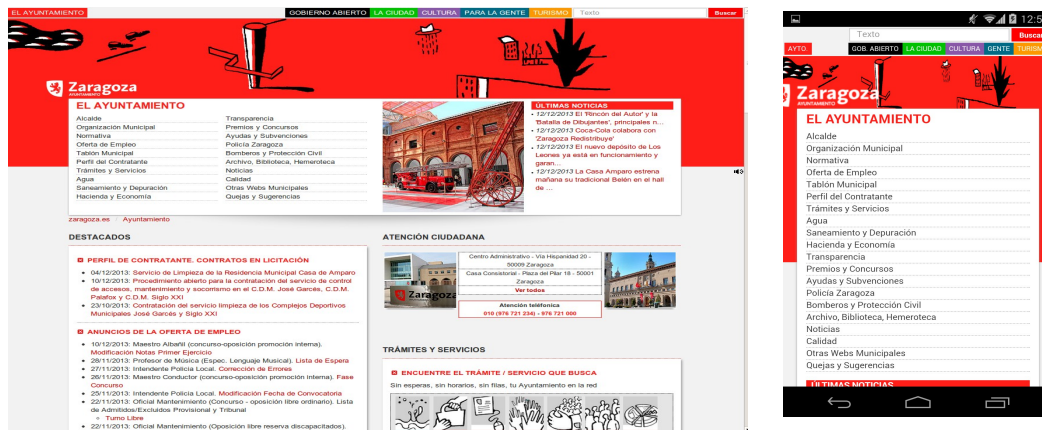 EL AYUNTAMIENTO
GOBIERNO ABIERTO LA CIUDAD CULTURA PARA LA GENTE TURISMO Texto Buscar
Zaragoza
AYUNTAMIENTO
EL AYUNTAMIENTO
Alcalde
Organización Municipal
Normativa
Oferta de Empleo
Tablón Municipal
Perfil del Contratante
Trámites y Servicios
Agua
Saneamiento y Depuración
Hacienda y Economía
Transparencia
Premios y Concursos
Ayudas y Subvenciones
Policía Zaragoza
Bomberos y Protección Civil
Archivo, Biblioteca, Hemeroteca
Noticias
Calidad
Otras Webs Municipales
Quejas y Sugerencias
ÚLTIMAS NOTICIAS
12/12/2013 El 'Rincón del Autor' y la
'Batalla de Dibujantes', principales n...
12/12/2013 Coca-Cola colabora con
'Zaragoza Redistribuye'
12/12/2013 El nuevo depósito de Los
Leones ya está en funcionamiento y
garan...
12/12/2013 La Casa Amparo estrena
mañana su tradicional Belén en el hall
de ...
zaragoza.es Ayuntamiento
DESTACADOS
PERFIL DE CONTRATANTE. CONTRATOS EN LICITACIÓN
04/12/2013: Servicio de Limpieza de la Residencia Municipal Casa de Amparo
10/12/2013: Procedimiento abierto para la contratación del servicio de control
de accesos, mantenimiento y socorrismo en el C.D.M. José Garcés, C.D.M.
Palafox y C.D.M. Siglo XXI
23/10/2013: Contratación del servicio limpieza de los Complejos Deportivos
Municipales José Garcés y Siglo XXI
ANUNCIOS DE LA OFERTA DE EMPLEO
10/12/2013: Maestro Albañil (concurso-oposición promoción interna).
Modificación Notas Primer Ejercicio
28/11/2013: Profesor de Música (Espec. Lenguaje Musical). Lista de Espera
27/11/2013: Intendente Policia Local. Corrección de Errores
26/11/2013: Maestro Conductor (concurso-oposición promoción interna). Fase
Concurso
25/11/2013: Intendente Policía Local. Modificación Fecha de Convocatoria
22/11/2013: Oficial Mantenimiento (Concurso - oposición libre ordinario). Lista
de Admitidos/Excluidos Provisional y Tribunal
Turno Libre
22/11/2013: Oficial Mantenimiento (Oposición libre reserva discapacitados).
ATENCIÓN CIUDADANA
Zaragoza
Centro Administrativo - Vía Hispanidad 20 -
50009 Zaragoza
Casa Consistorial - Plaza del Pilar 18 - 50001
Zaragoza
Ver todos
Atención teléfonica
010 (976 721 234) - 976 721 000
TRÁMITES Y SERVICIOS
ENCUENTRE EL TRÁMITE / SERVICIO QUE BUSCA
Sin esperas, sin horarios, sin filas, tu Ayuntamiento en la red
12:5
Texto Buscar
AYTO. GOB. ABIERTO LA CIUDAD CULTURA GENTE TURISM
Zaragoza
AYUNTAMIENTO
EL AYUNTAMIENTO
Alcalde
Organización Municipal
Normativa
Oferta de Empleo
Tablón Municipal
Perfil del Contratante
Trámites y Servicios
Agua
Saneamiento y Depuración
Hacienda y Economía
Transparencia
Premios y Concursos
Ayudas y Subvenciones
Policía Zaragoza
Bomberos y Protección Civil
Archivo, Biblioteca, Hemeroteca
Noticias
Calidad
Otras Webs Municipales
Quejas y Sugerencias
ÚLTIMAS NOTICIAS